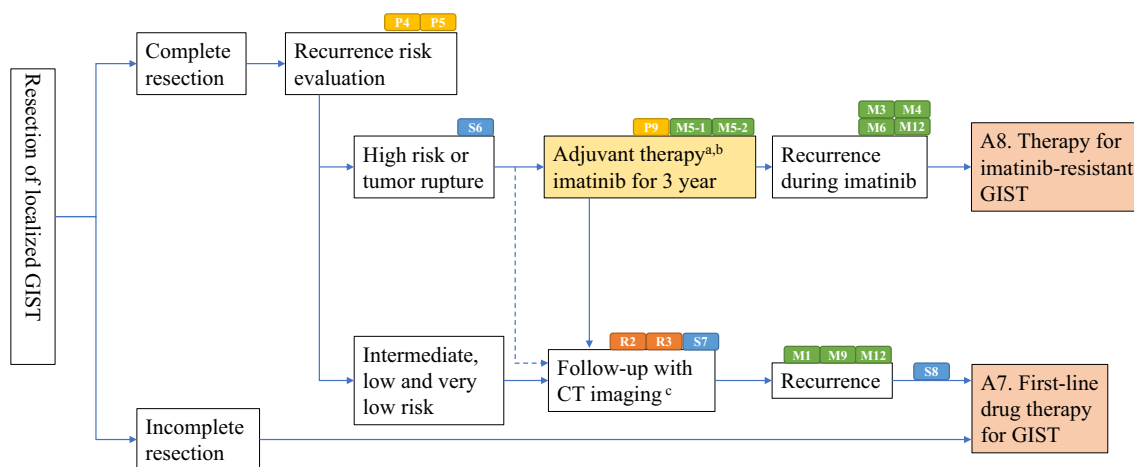 Resection of localized GIST
Complete
resection
P4 P5
Recurrence risk
evaluation
S6
High risk or
tumor rupture
P9 M5-1 M5-2
Adjuvant therapyᵃ,ᵇ
imatinib for 3 year
M3 M4
M6 M12
Recurrence
during imatinib
A8. Therapy for
imatinib-resistant
GIST
Intermediate,
low and very
low risk
R2 R3 S7
Follow-up with
CT imaging ᶜ
M1 M9 M12
Recurrence
S8
A7. First-line
drug therapy
for GIST
Incomplete
resection